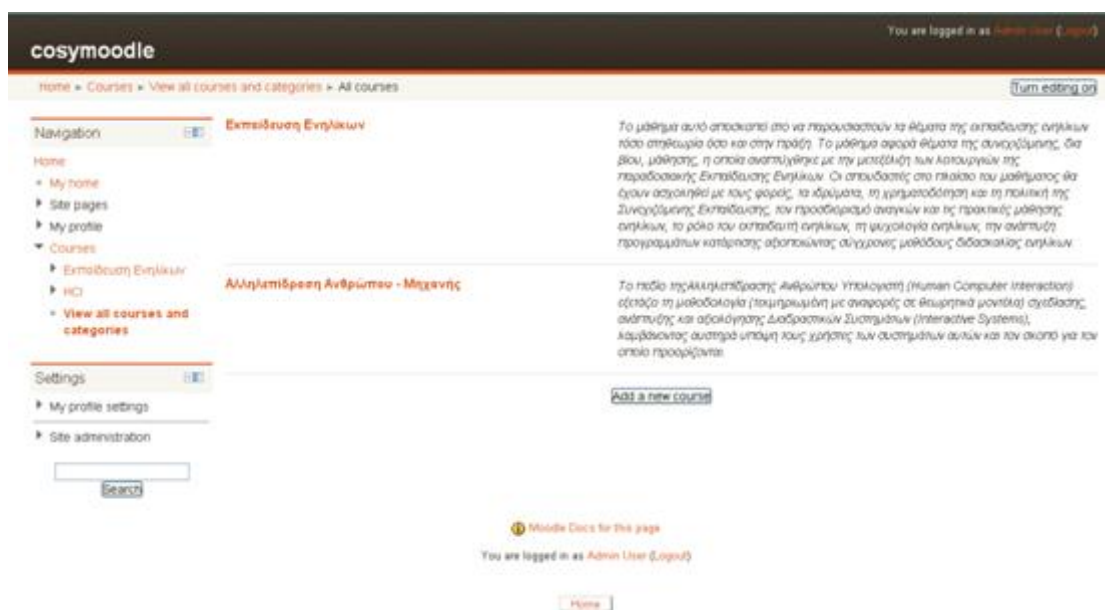 You are logged in as Admin User (Logout)
cosymoodle
Home ► Courses ► View all courses and categories ► All courses
Turn editing on
Navigation
Home
My home
Site pages
My profile
Courses
Εκπαίδευση Ενηλίκων
HCI
View all courses and
categories
Settings
My profile settings
Site administration
Search
Εκπαίδευση Ενηλίκων
Το μάθημα αυτό αποσκοπεί στο να παρουσιαστούν τα θέματα της εκπαίδευσης ενηλίκων
τόσο στηθεωρία όσο και στην πράξη. Το μάθημα αφορά θέματα της συνεχιζόμενης, δια
βίου, μάθησης, η οποία αναπτύχθηκε με την μετεξέλιξη των λειτουργιών της
παραδοσιακής Εκπαίδευσης Ενηλίκων. Οι σπουδαστές στο πλαίσιο του μαθήματος θα
έχουν ασχοληθεί με τους φορείς, τα ιδρύματα, τη χρηματοδότηση και τη πολιτική της
Συνεχιζόμενης Εκπαίδευσης, τον προσδιορισμό αναγκών και τις πρακτικές μάθησης
ενηλίκων, το ρόλο του εκπαιδευτή ενηλίκων, τη ψυχολογία ενηλίκων, την ανάπτυξη
προγραμμάτων κατάρτισης αξιοποιώντας σύγχρονες μεθόδους διδασκαλίας ενηλίκων.
Αλληλεπίδραση Ανθρώπου - Μηχανής
Το πεδίο τηςΑλληλεπίδρασης Ανθρώπου Υπολογιστή (Human Computer Interaction)
εξετάζει τη μεθοδολογία (τεκμηριωμένη με αναφορές σε θεωρητικά μοντέλα) σχεδίασης,
ανάπτυξης και αξιολόγησης Διαδραστικών Συστημάτων (Interactive Systems),
λαμβάνοντας αυστηρά υπόψη τους χρήστες των συστημάτων αυτών και τον σκοπό για τον
οποίο προορίζονται.
Add a new course
Moodle Docs for this page
You are logged in as Admin User (Logout)
Home